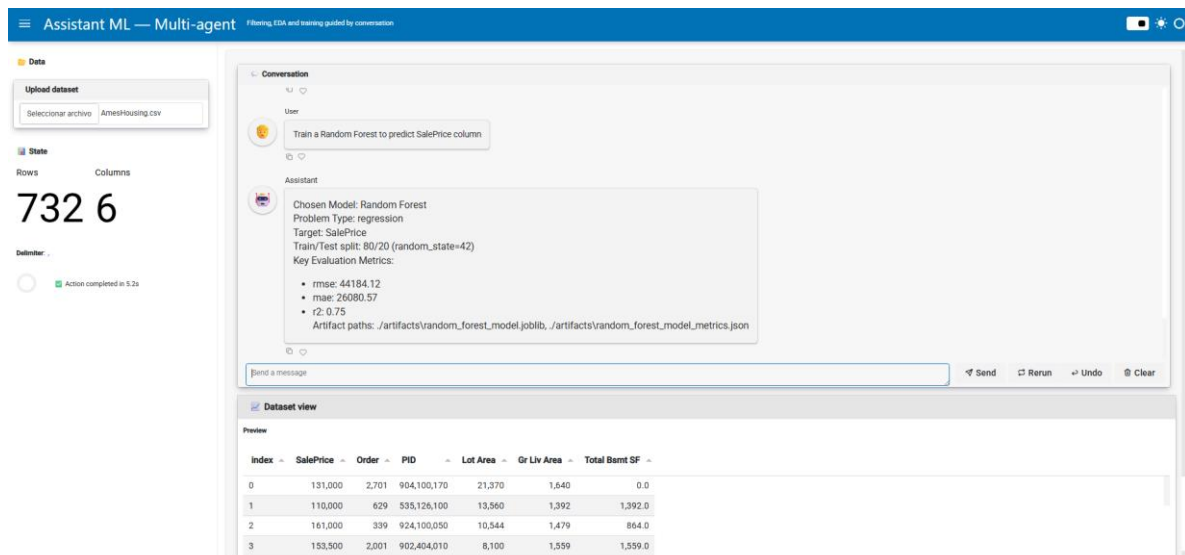 Assistant ML — Multi-agent Filtering, EDA and training guided by conversation
Data
Upload dataset
Seleccionar archivo AmesHousing.csv
State
Rows Columns
732 6
Delimiter: ,
Action completed in 5.2s
Conversation
User
Train a Random Forest to predict SalePrice column
Assistant
Chosen Model: Random Forest
Problem Type: regression
Target: SalePrice
Train/Test split: 80/20 (random_state=42)
Key Evaluation Metrics:
• rmse: 44184.12
• mae: 26080.57
• r2: 0.75
Artifact paths: ./artifacts\random_forest_model.joblib, ./artifacts\random_forest_model_metrics.json
Send a message
Send Rerun Undo Clear
Dataset view
Preview
index SalePrice Order PID Lot Area Gr Liv Area Total Bsmt SF
0 131,000 2,701 904,100,170 21,370 1,640 0.0
1 110,000 629 535,126,100 13,560 1,392 1,392.0
2 161,000 339 924,100,050 10,544 1,479 864.0
3 153,500 2,001 902,404,010 8,100 1,559 1,559.0